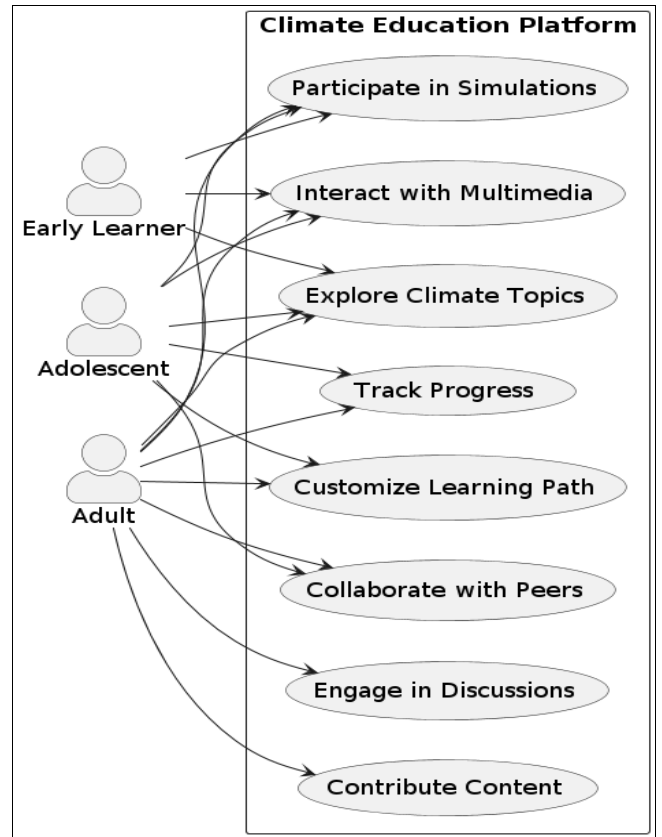 Climate Education Platform
Participate in Simulations
Interact with Multimedia
Early Learner
Explore Climate Topics
Adolescent
Track Progress
Customize Learning Path
Adult
Collaborate with Peers
Engage in Discussions
Contribute Content